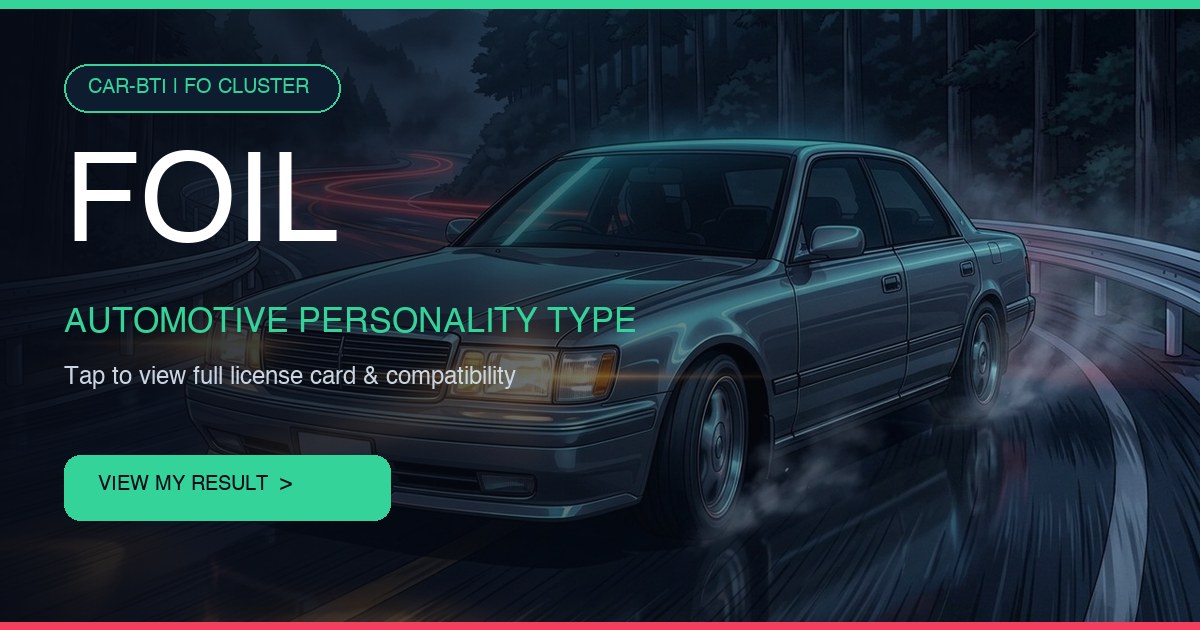 CAR-BTI | FO CLUSTER
FOIL
AUTOMOTIVE PERSONALITY TYPE
Tap to view full license card & compatibility
VIEW MY RESULT >